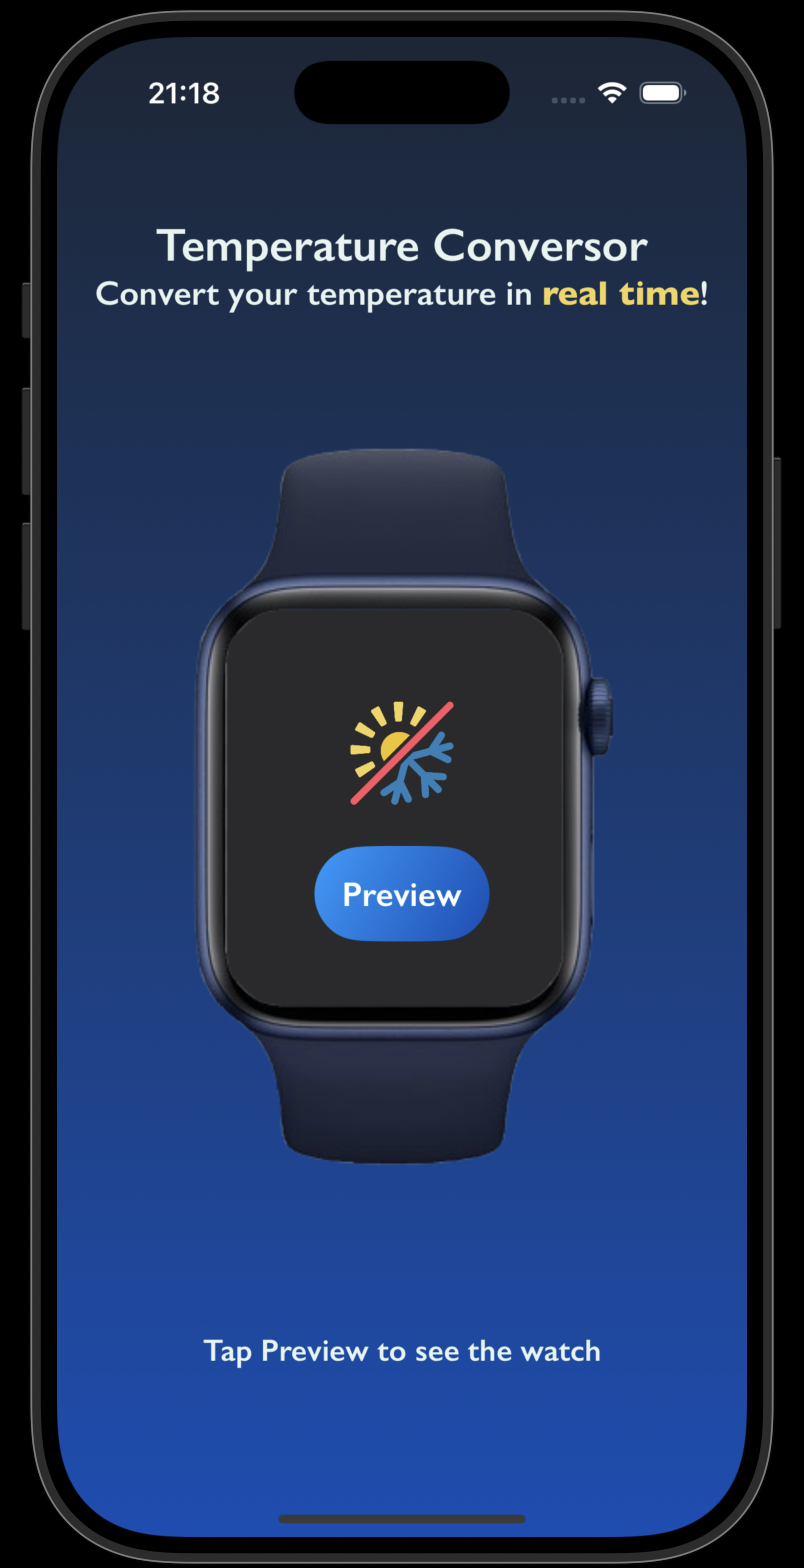 21:18
Temperature Conversor
Convert your temperature in real time!
Preview
Tap Preview to see the watch